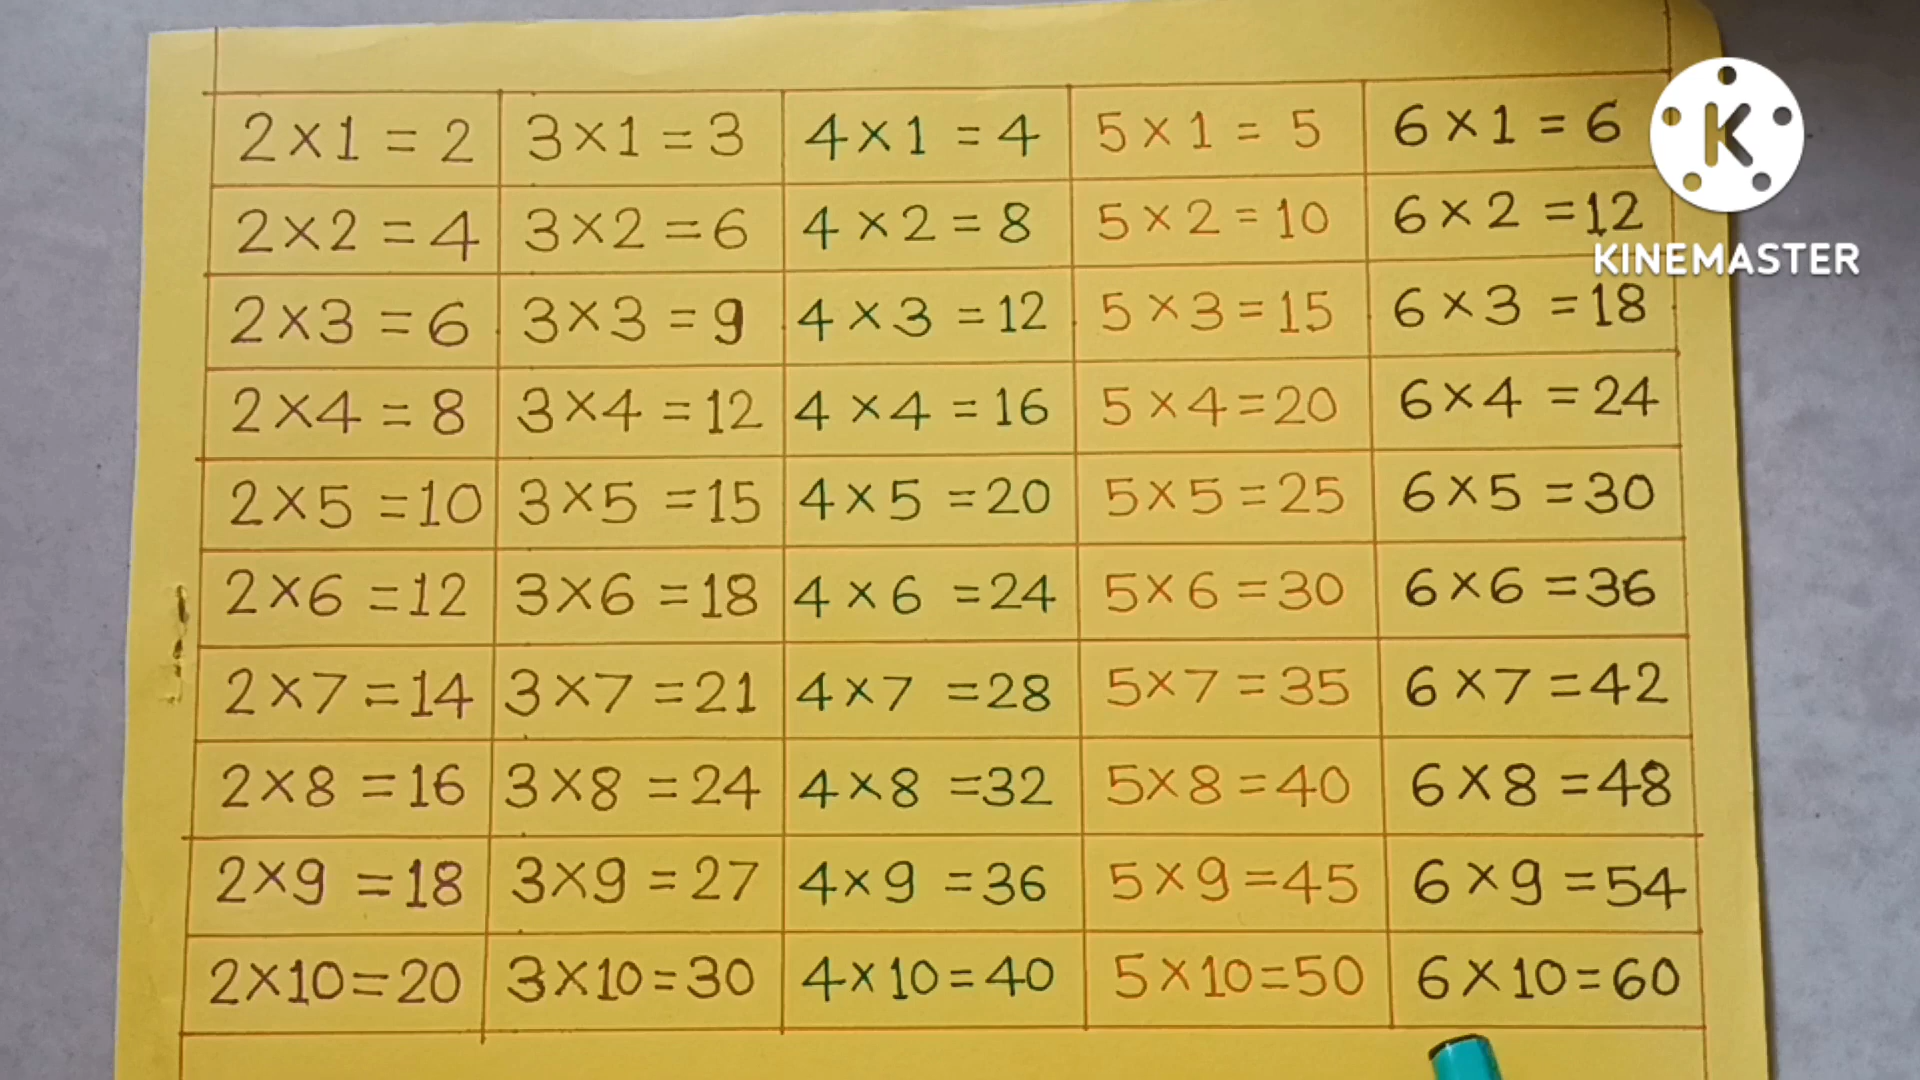 2×1=2 3×1=3 4×1=4 5×1=5 6×1=6
2×2=4 3×2=6 4×2=8 5×2=10 6×2=12
KINEMASTER
2×3=6 3×3=9 4×3=12 5×3=15 6×3=18
2×4=8 3×4=12 4×4=16 5×4=20 6×4=24
2×5=10 3×5=15 4×5=20 5×5=25 6×5=30
2×6=12 3×6=18 4×6=24 5×6=30 6×6=36
2×7=14 3×7=21 4×7=28 5×7=35 6×7=42
2×8=16 3×8=24 4×8=32 5×8=40 6×8=48
2×9=18 3×9=27 4×9=36 5×9=45 6×9=54
2×10=20 3×10=30 4×10=40 5×10=50 6×10=60